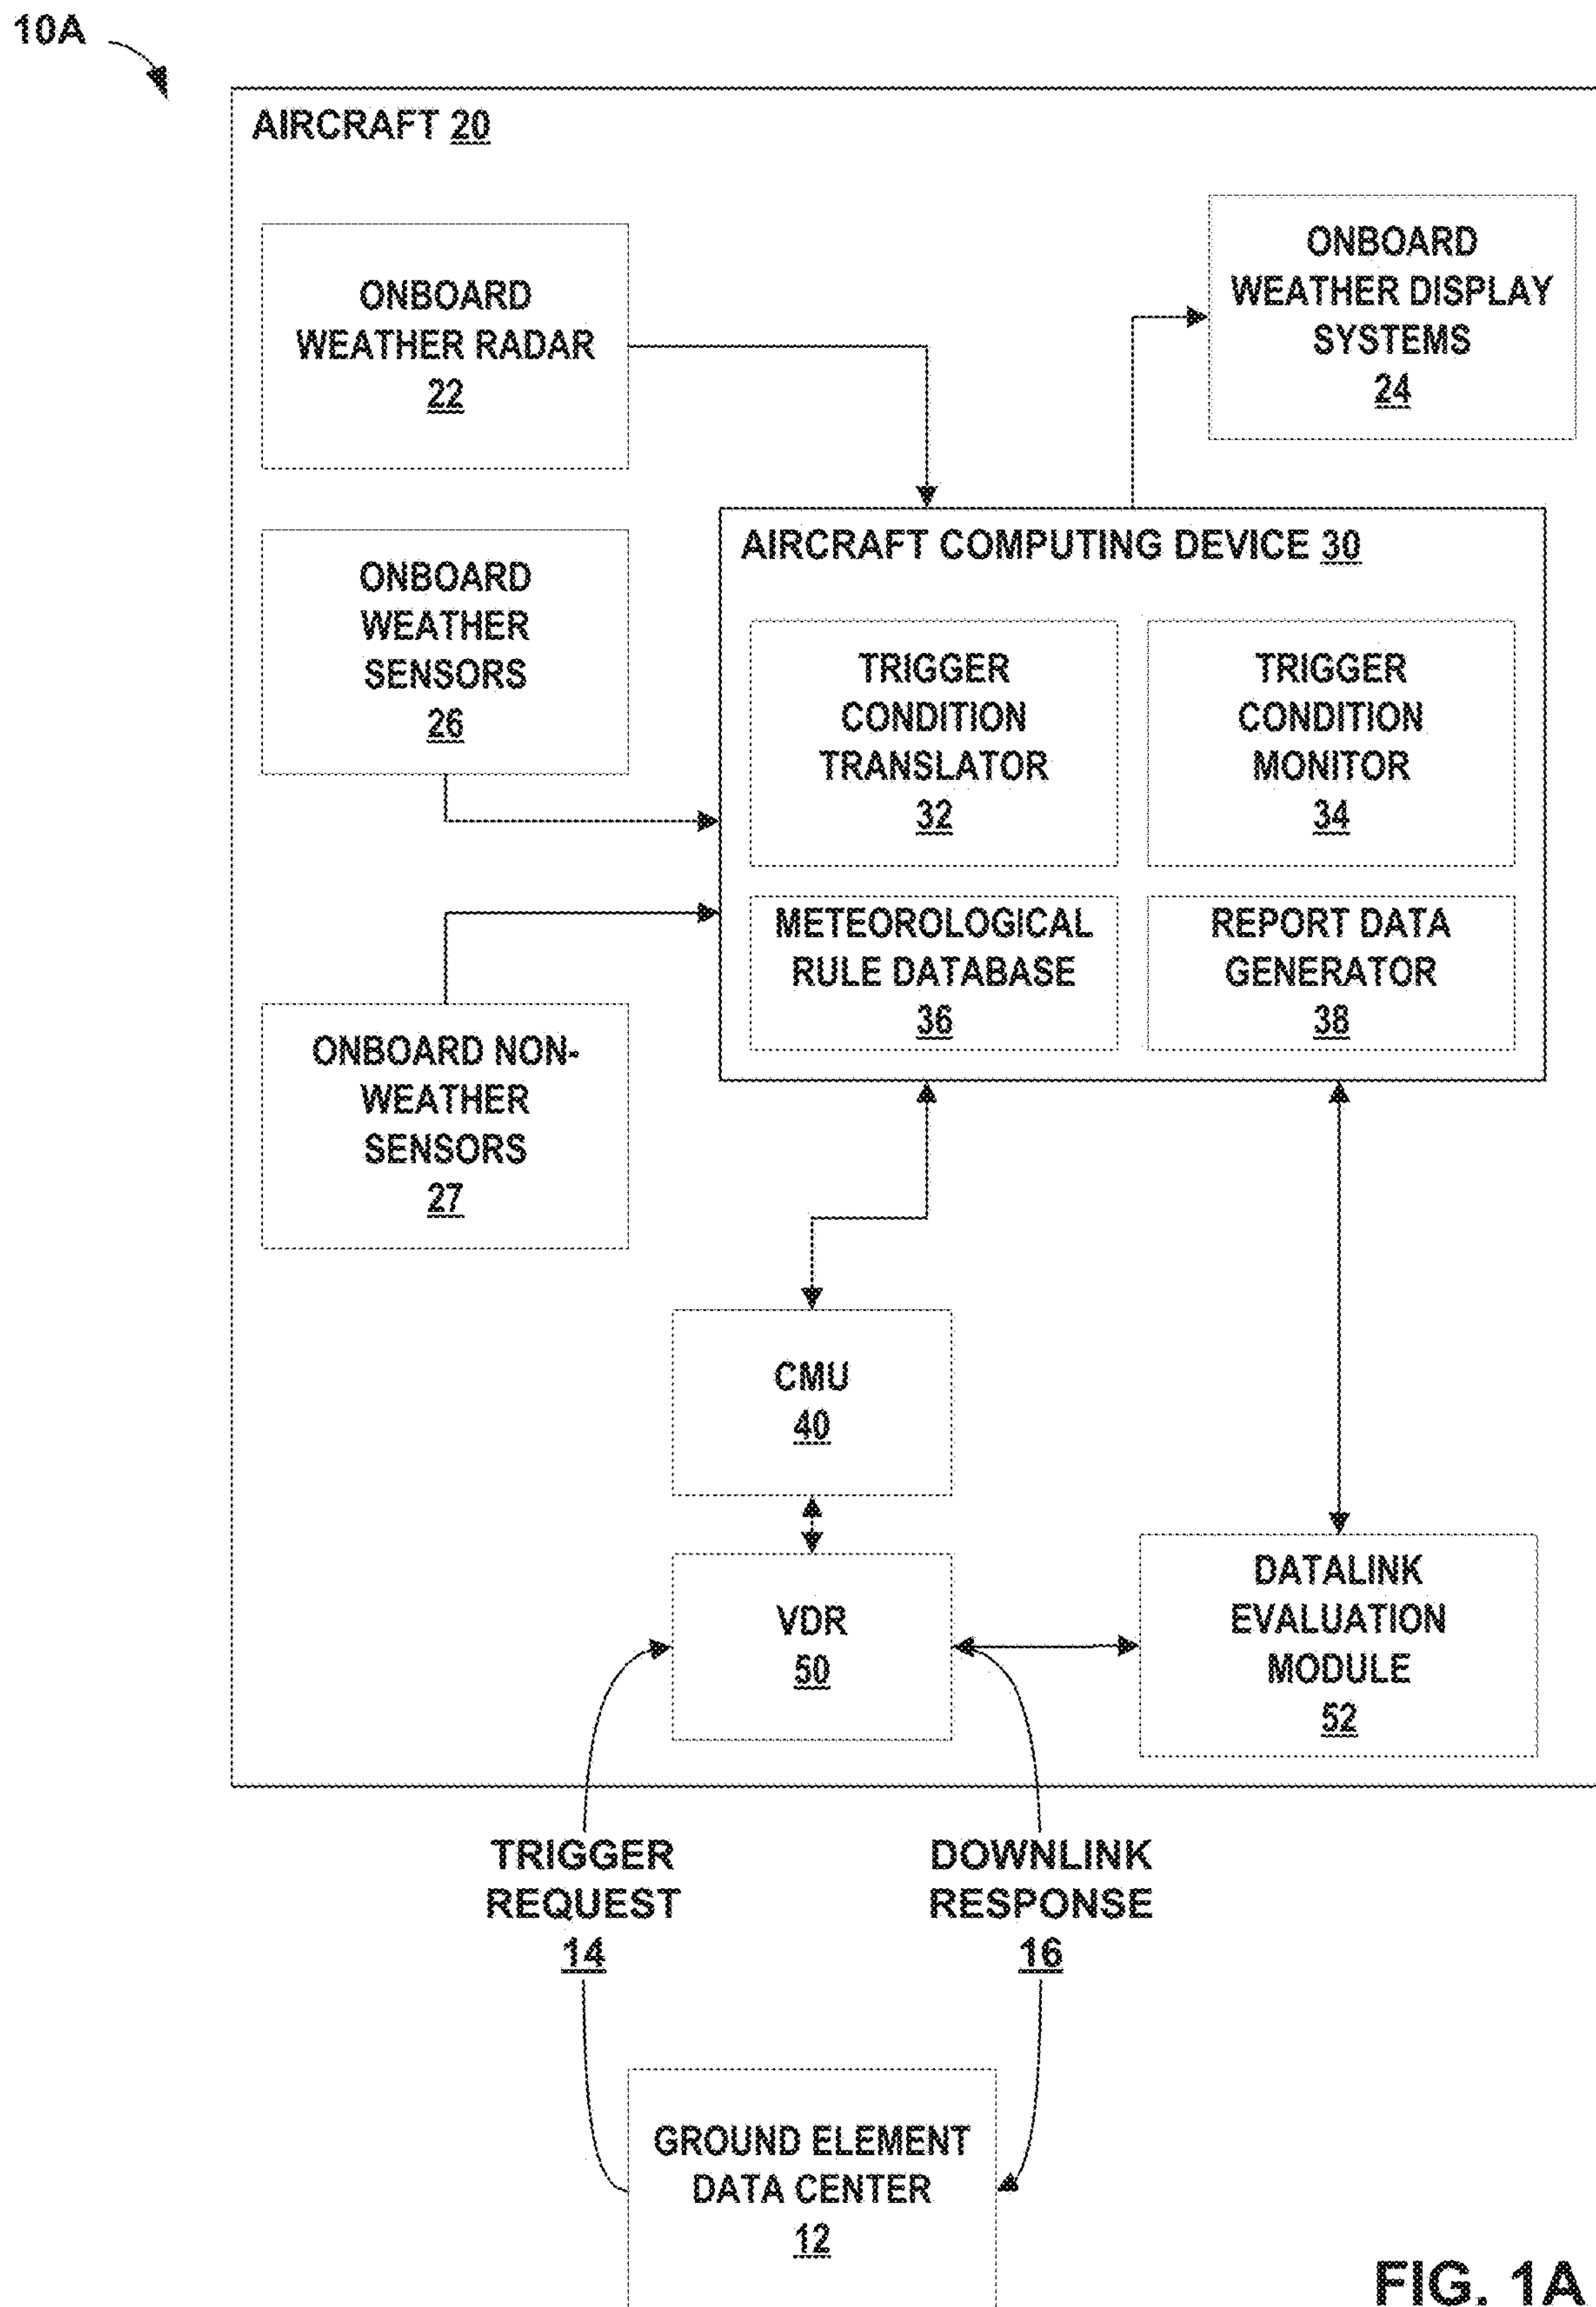 10A
AIRCRAFT 20
ONBOARD
WEATHER RADAR
22
ONBOARD
WEATHER DISPLAY
SYSTEMS
24
ONBOARD
WEATHER
SENSORS
26
AIRCRAFT COMPUTING DEVICE 30
TRIGGER
CONDITION
TRANSLATOR
32
TRIGGER
CONDITION
MONITOR
34
METEOROLOGICAL
RULE DATABASE
36
REPORT DATA
GENERATOR
38
ONBOARD NON-
WEATHER
SENSORS
27
CMU
40
VDR
50
DATALINK
EVALUATION
MODULE
52
TRIGGER
REQUEST
14
DOWNLINK
RESPONSE
16
GROUND ELEMENT
DATA CENTER
12
FIG. 1A